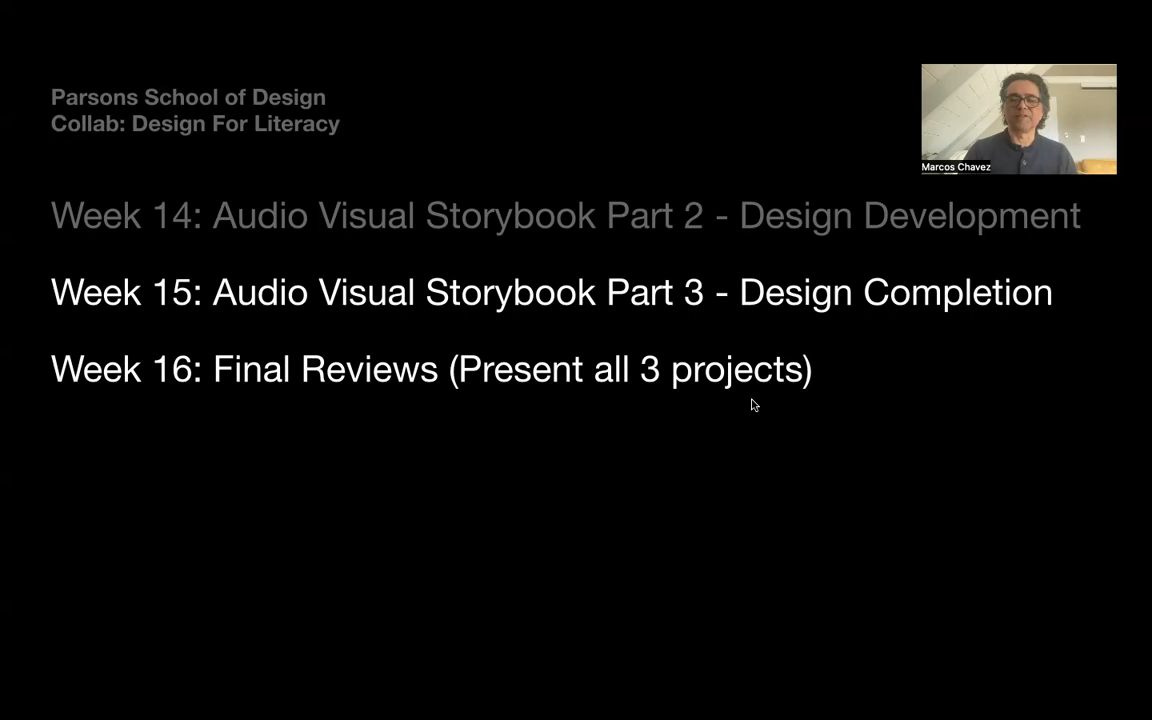 Parsons School of Design
Collab: Design For Literacy
Marcos Chavez
Week 14: Audio Visual Storybook Part 2 - Design Development
Week 15: Audio Visual Storybook Part 3 - Design Completion
Week 16: Final Reviews (Present all 3 projects)